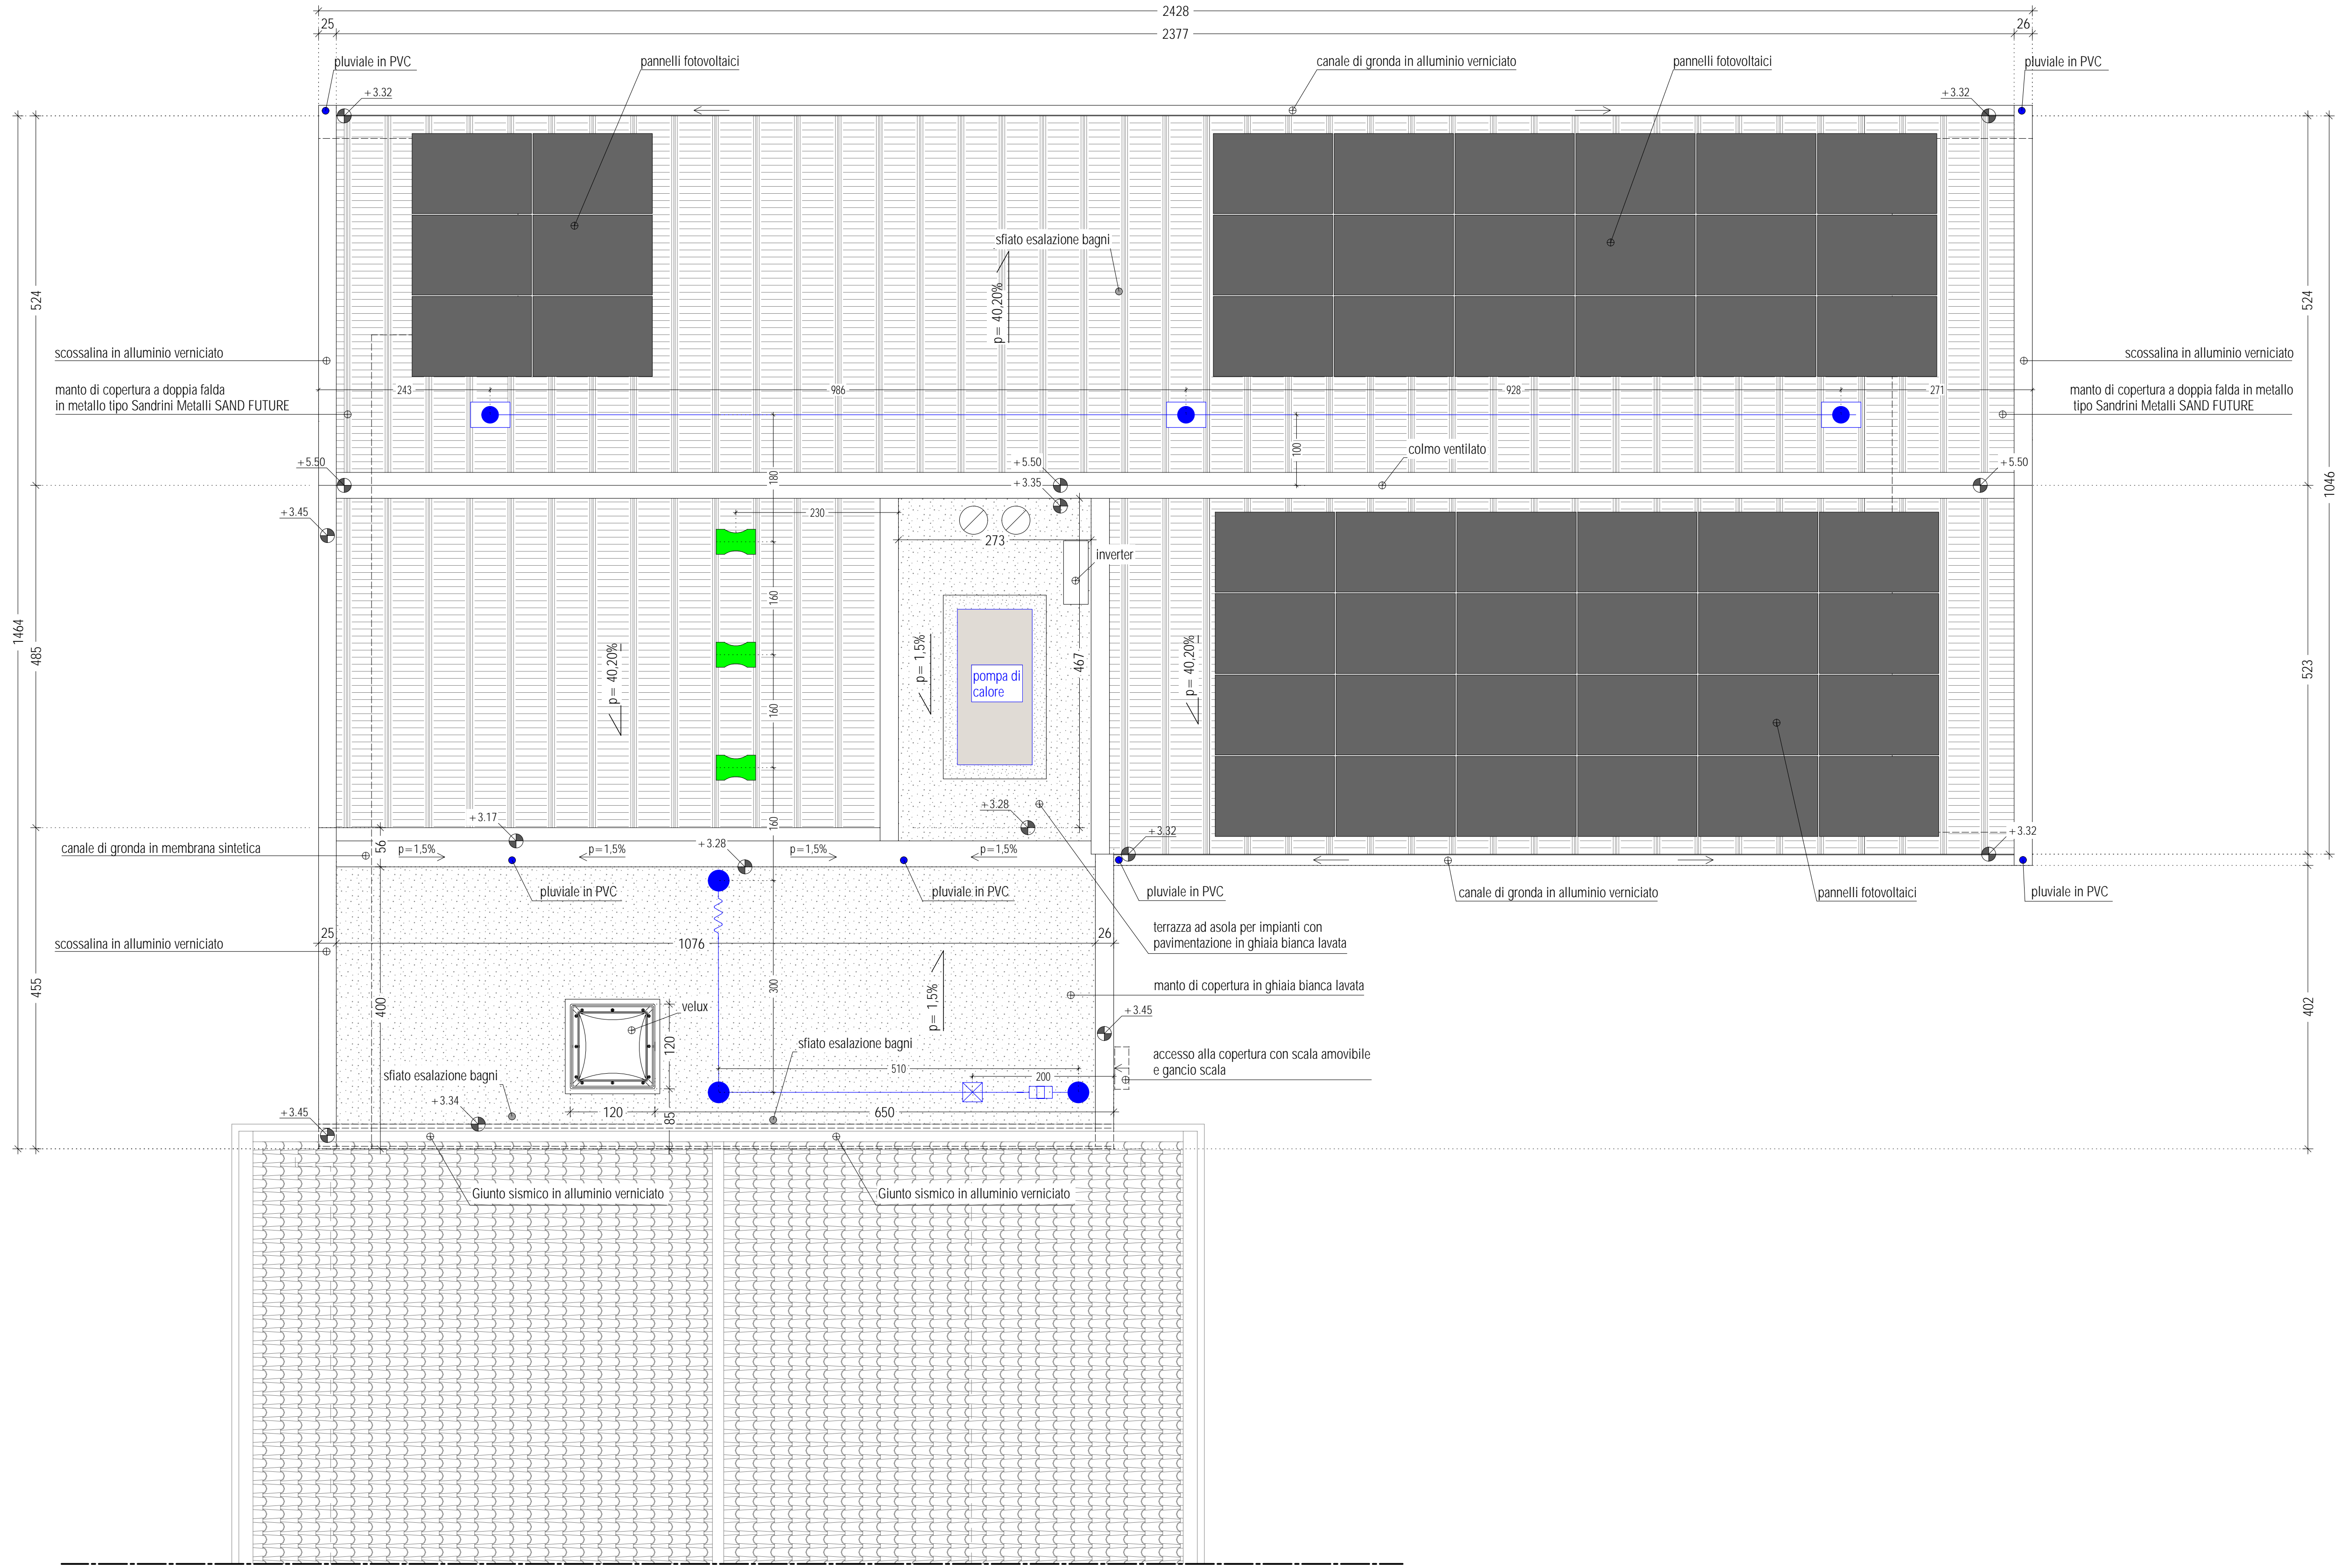 2428
25
2377
26
pluviale in PVC
pannelli fotovoltaici
canale di gronda in alluminio verniciato
pannelli fotovoltaici
pluviale in PVC
+3.32
+3.32
524
sfiato esalazione bagni
p= 40,20%
524
scossalina in alluminio verniciato
scossalina in alluminio verniciato
manto di copertura a doppia falda
in metallo tipo Sandrini Metalli SAND FUTURE
243
986
928
271
manto di copertura a doppia falda in metallo
tipo Sandrini Metalli SAND FUTURE
180
100
colmo ventilato
+5.50
+5.50
+5.50
+3.35
+3.45
1046
230
273
inverter
160
1464
485
p= 40,20%
p= 1,5%
467
p= 40,20%
523
pompa di
calore
160
+3.17
+3.28
160
+3.32
+3.32
canale di gronda in membrana sintetica
56
p=1,5%
p=1,5%
+3.28
p=1,5%
p=1,5%
pluviale in PVC
pluviale in PVC
pluviale in PVC
canale di gronda in alluminio verniciato
pannelli fotovoltaici
pluviale in PVC
terrazza ad asola per impianti con
pavimentazione in ghiaia bianca lavata
scossalina in alluminio verniciato
25
1076
26
455
400
300
p= 1,5%
manto di copertura in ghiaia bianca lavata
402
velux
120
+3.45
sfiato esalazione bagni
accesso alla copertura con scala amovibile
e gancio scala
sfiato esalazione bagni
510
200
+3.34
+3.45
120
85
650
Giunto sismico in alluminio verniciato
Giunto sismico in alluminio verniciato